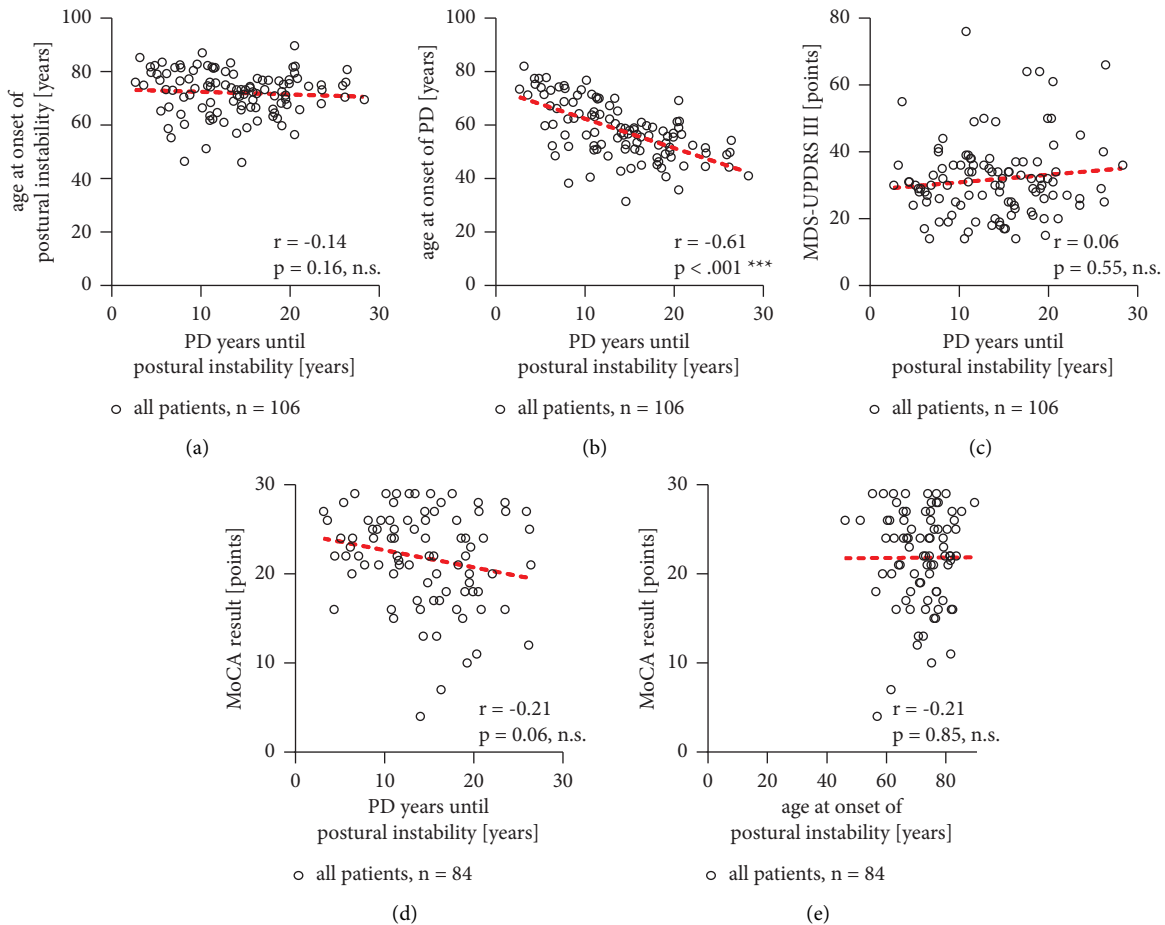 100
80
60
40
20
0
age at onset of
postural instability [years]
r = -0.14
p = 0.16, n.s.
0 10 20 30
PD years until
postural instability [years]
all patients, n = 106
(a)
100
80
60
40
20
0
age at onset of PD [years]
r = -0.61
p < .001 ***
0 10 20 30
PD years until
postural instability [years]
all patients, n = 106
(b)
80
60
40
20
0
MDS-UPDRS III [points]
r = 0.06
p = 0.55, n.s.
0 10 20 30
PD years until
postural instability [years]
all patients, n = 106
(c)
30
20
10
0
MoCA result [points]
r = -0.21
p = 0.06, n.s.
0 10 20 30
PD years until
postural instability [years]
all patients, n = 84
(d)
30
20
10
0
MoCA result [points]
r = -0.21
p = 0.85, n.s.
0 20 40 60 80
age at onset of
postural instability [years]
all patients, n = 84
(e)